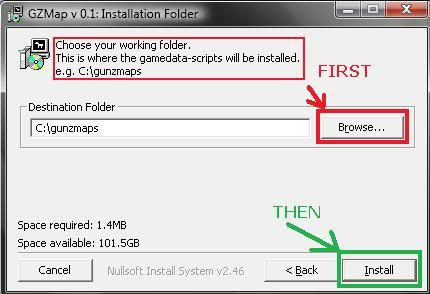 GZMap v 0.1: Installation Folder
Choose your working folder.
This is where the gamedata-scripts will be installed.
e.g. C:\gunzmaps
FIRST
Destination Folder
C:\gunzmaps
Browse...
THEN
Space required: 1.4MB
Space available: 101.5GB
Cancel
Nullsoft Install System v2.46
< Back
Install